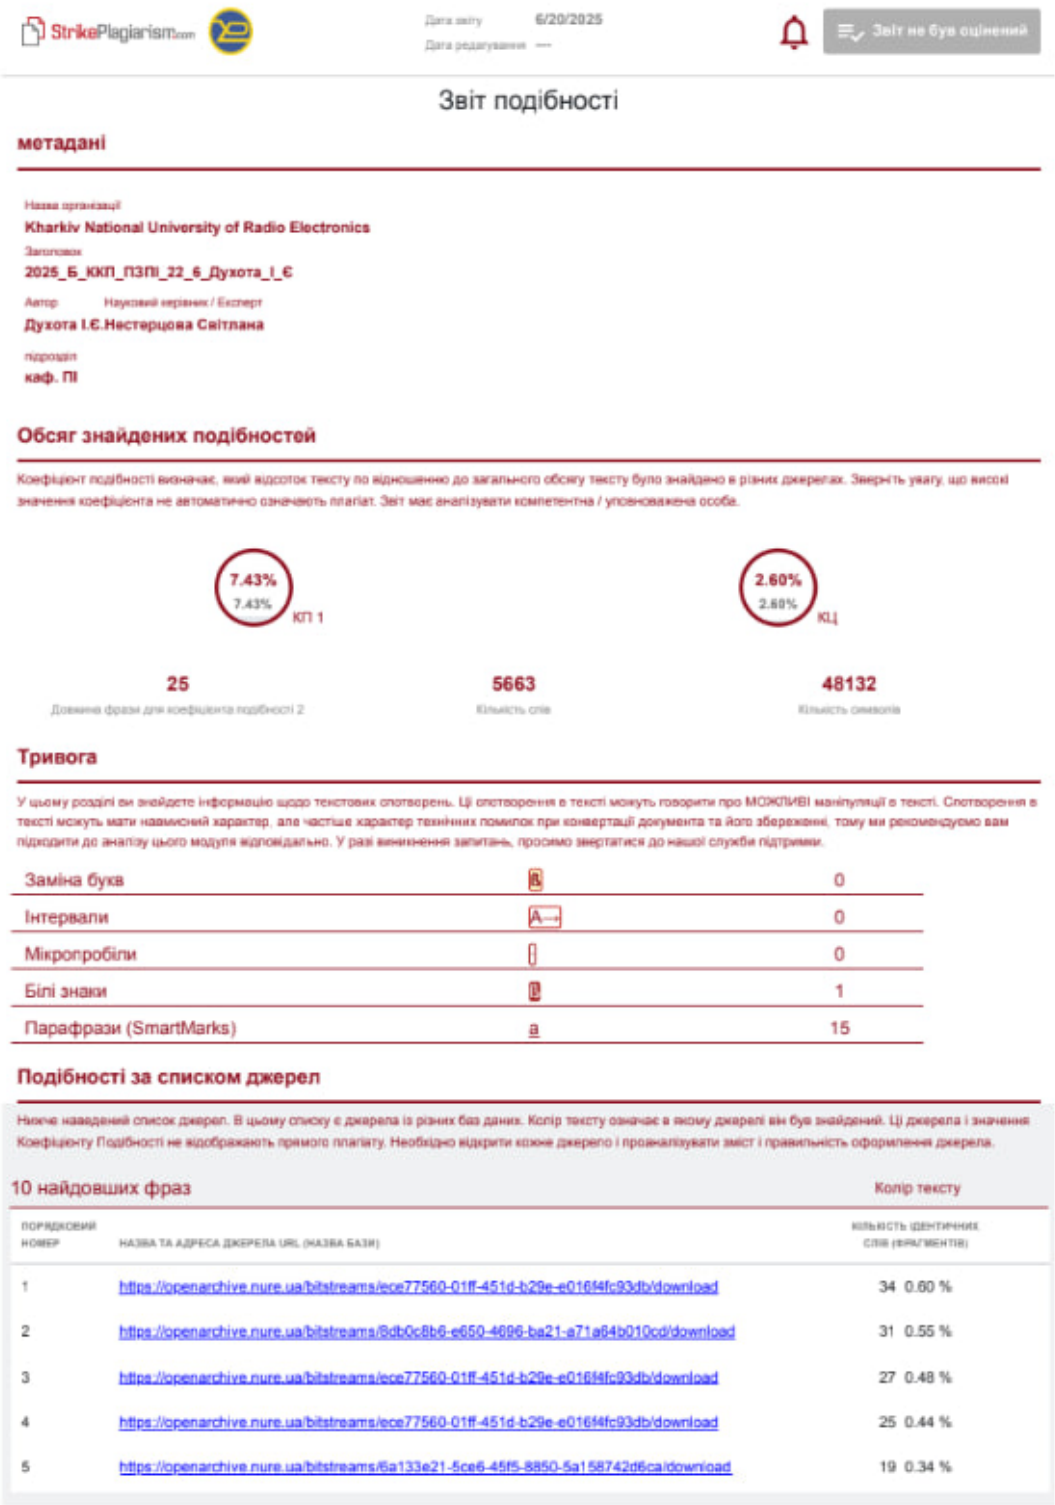 StrikePlagiarism.com
Дата звіту 6/20/2025
Дата редагування ---
Звіт не був оцінений
Звіт подібності
метадані
Назва організації
Kharkiv National University of Radio Electronics
Заголовок
2025_Б_ККП_ПЗПІ_22_6_Духота_І_Є
Автор Науковий керівник / Експерт
Духота І.Є.Нестерцова Світлана
підрозділ
каф. ПІ
Обсяг знайдених подібностей
Коефіцієнт подібності визначає, який відсоток тексту по відношенню до загального обсягу тексту було знайдено в різних джерелах. Зверніть увагу, що високі
значення коефіцієнта не автоматично означають плагіат. Звіт має аналізувати компетентна / уповноважена особа.
7.43%
7.43%
КП 1
2.60%
2.60%
КЦ
25
Довжина фрази для коефіцієнта подібності 2
5663
Кількість слів
48132
Кількість символів
Тривога
У цьому розділі ви знайдете інформацію щодо текстових спотворень. Ці спотворення в тексті можуть говорити про МОЖЛИВІ маніпуляції в тексті. Спотворення в
тексті можуть мати навмисний характер, але частіше характер технічних помилок при конвертації документа та його збереженні, тому ми рекомендуємо вам
підходити до аналізу цього модуля відповідально. У разі виникнення запитань, просимо звертатися до нашої служби підтримки.
Заміна букв ß 0
Інтервали A→ 0
Мікропробіли 0
Білі знаки ß 1
Парафрази (SmartMarks) a 15
Подібності за списком джерел
Нижче наведений список джерел. В цьому списку є джерела із різних баз даних. Колір тексту означає в якому джерелі він був знайдений. Ці джерела і значення
Коефіцієнту Подібності не відображають прямого плагіату. Необхідно відкрити кожне джерело і проаналізувати зміст і правильність оформлення джерела.
10 найдовших фраз Колір тексту
ПОРЯДКОВИЙ
НОМЕР
НАЗВА ТА АДРЕСА ДЖЕРЕЛА URL (НАЗВА БАЗИ)
КІЛЬКІСТЬ ІДЕНТИЧНИХ
СЛІВ (ФРАГМЕНТІВ)
1 https://openarchive.nure.ua/bitstreams/ece77560-01ff-451d-b29e-e016f4fc93db/download 34 0.60 %
2 https://openarchive.nure.ua/bitstreams/8db0c8b6-e650-4696-ba21-a71a64b010cd/download 31 0.55 %
3 https://openarchive.nure.ua/bitstreams/ece77560-01ff-451d-b29e-e016f4fc93db/download 27 0.48 %
4 https://openarchive.nure.ua/bitstreams/ece77560-01ff-451d-b29e-e016f4fc93db/download 25 0.44 %
5 https://openarchive.nure.ua/bitstreams/6a133e21-5ce6-45f5-8850-5a158742d6ca/download 19 0.34 %